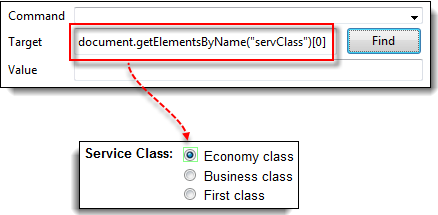 Command
Target document.getElementsByName("servClass")[0] Find
Value
Service Class: Economy class
Business class
First class